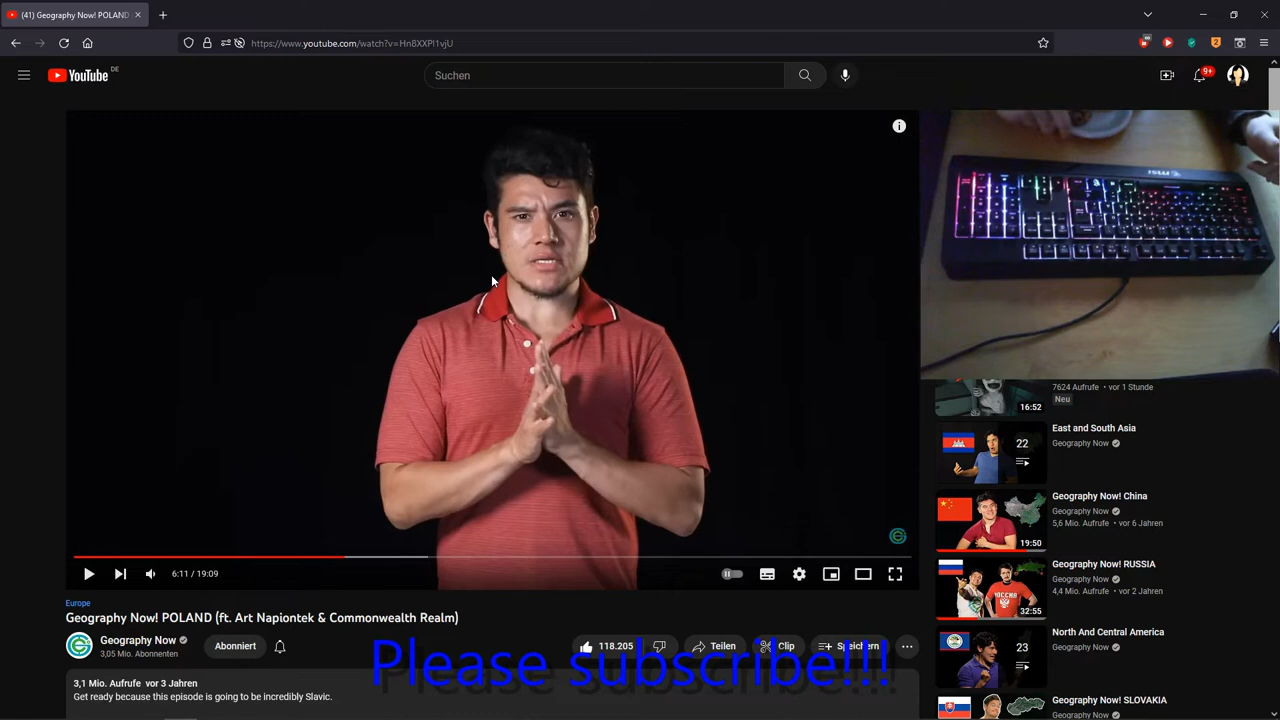 (41) Geography Now! POLAND
https://www.youtube.com/watch?v=Hn8XXPI1vjU
YouTube DE
Suchen
9+
2
msi
7624 Aufrufe • vor 1 Stunde
Neu
16:52
East and South Asia
Geography Now
22
Geography Now! China
Geography Now
5,6 Mio. Aufrufe • vor 6 Jahren
19:50
Geography Now! RUSSIA
Geography Now
4,4 Mio. Aufrufe • vor 2 Jahren
РОССИЯ
32:55
North And Central America
Geography Now
23
Geography Now! SLOVAKIA
Geography Now
6:11 / 19:09
Europe
Geography Now! POLAND (ft. Art Napiontek & Commonwealth Realm)
Geography Now
3,05 Mio. Abonnenten
Abonniert
118.205
Teilen
Clip
Speichern
Please subscribe!!!
3,1 Mio. Aufrufe vor 3 Jahren
Get ready because this episode is going to be incredibly Slavic.